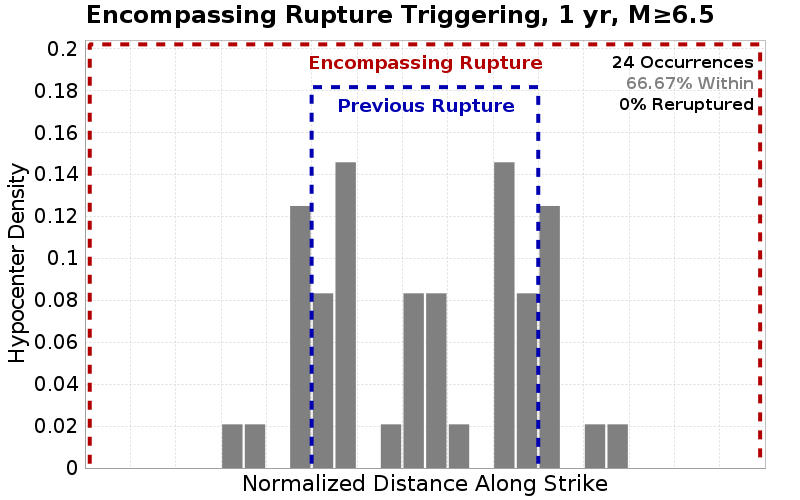 Encompassing Rupture Triggering, 1 yr, M≥6.5
Encompassing Rupture
Previous Rupture
24 Occurrences
66.67% Within
0% Reruptured
Hypocenter Density
0.2
0.18
0.16
0.14
0.12
0.1
0.08
0.06
0.04
0.02
0
Normalized Distance Along Strike